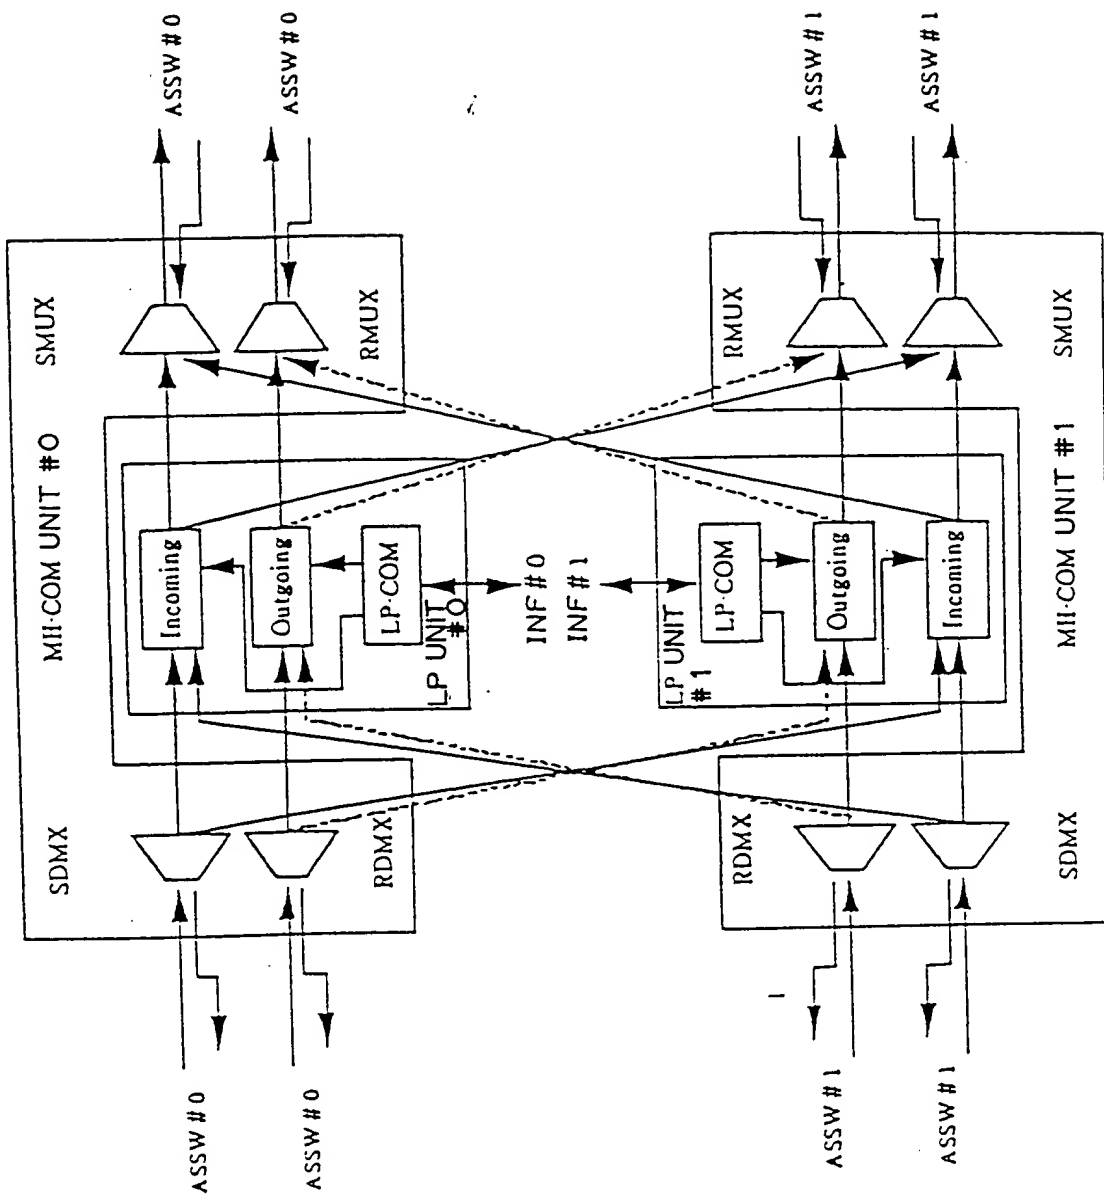 ASSW # 0
ASSW # 0
ASSW # 1
ASSW # 1
SMUX
RMUX
RMUX
SMUX
MII·COM UNIT #0
Incoming
Outgoing
LP·COM
LP UNIT
#0
INF # 0
INF # 1
LP·COM
Outgoing
Incoming
LP UNIT
# 1
MII·COM UNIT # 1
SDMX
RDMX
RDMX
SDMX
ASSW # 0
ASSW # 0
ASSW # 1
ASSW # 1